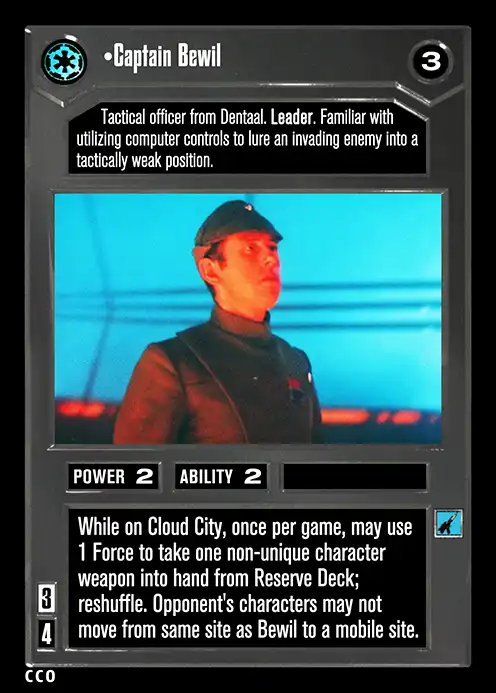 •Captain Bewil
3
Tactical officer from Dentaal. Leader. Familiar with
utilizing computer controls to lure an invading enemy into a
tactically weak position.
POWER 2 ABILITY 2
While on Cloud City, once per game, may use
1 Force to take one non-unique character
weapon into hand from Reserve Deck;
reshuffle. Opponent's characters may not
move from same site as Bewil to a mobile site.
3
4
CCO